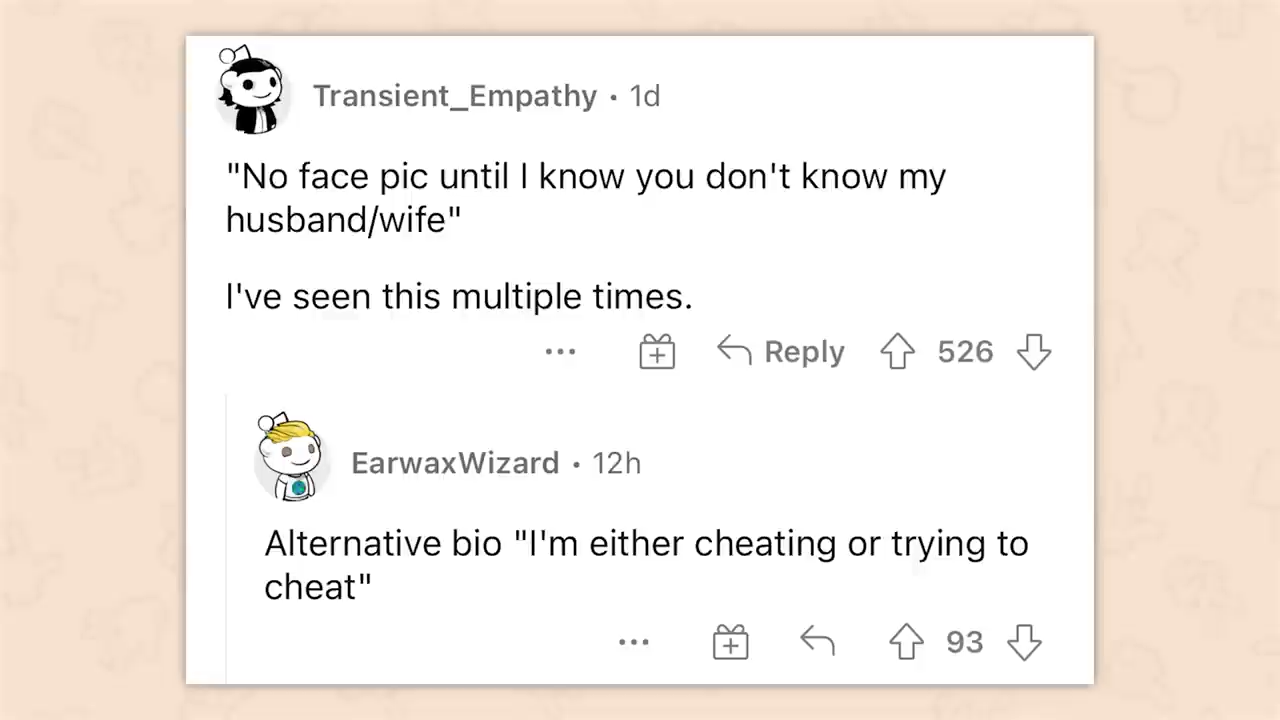 Transient_Empathy · 1d
"No face pic until I know you don't know my
husband/wife"
I've seen this multiple times.
Reply 526
EarwaxWizard · 12h
Alternative bio "I'm either cheating or trying to
cheat"
93